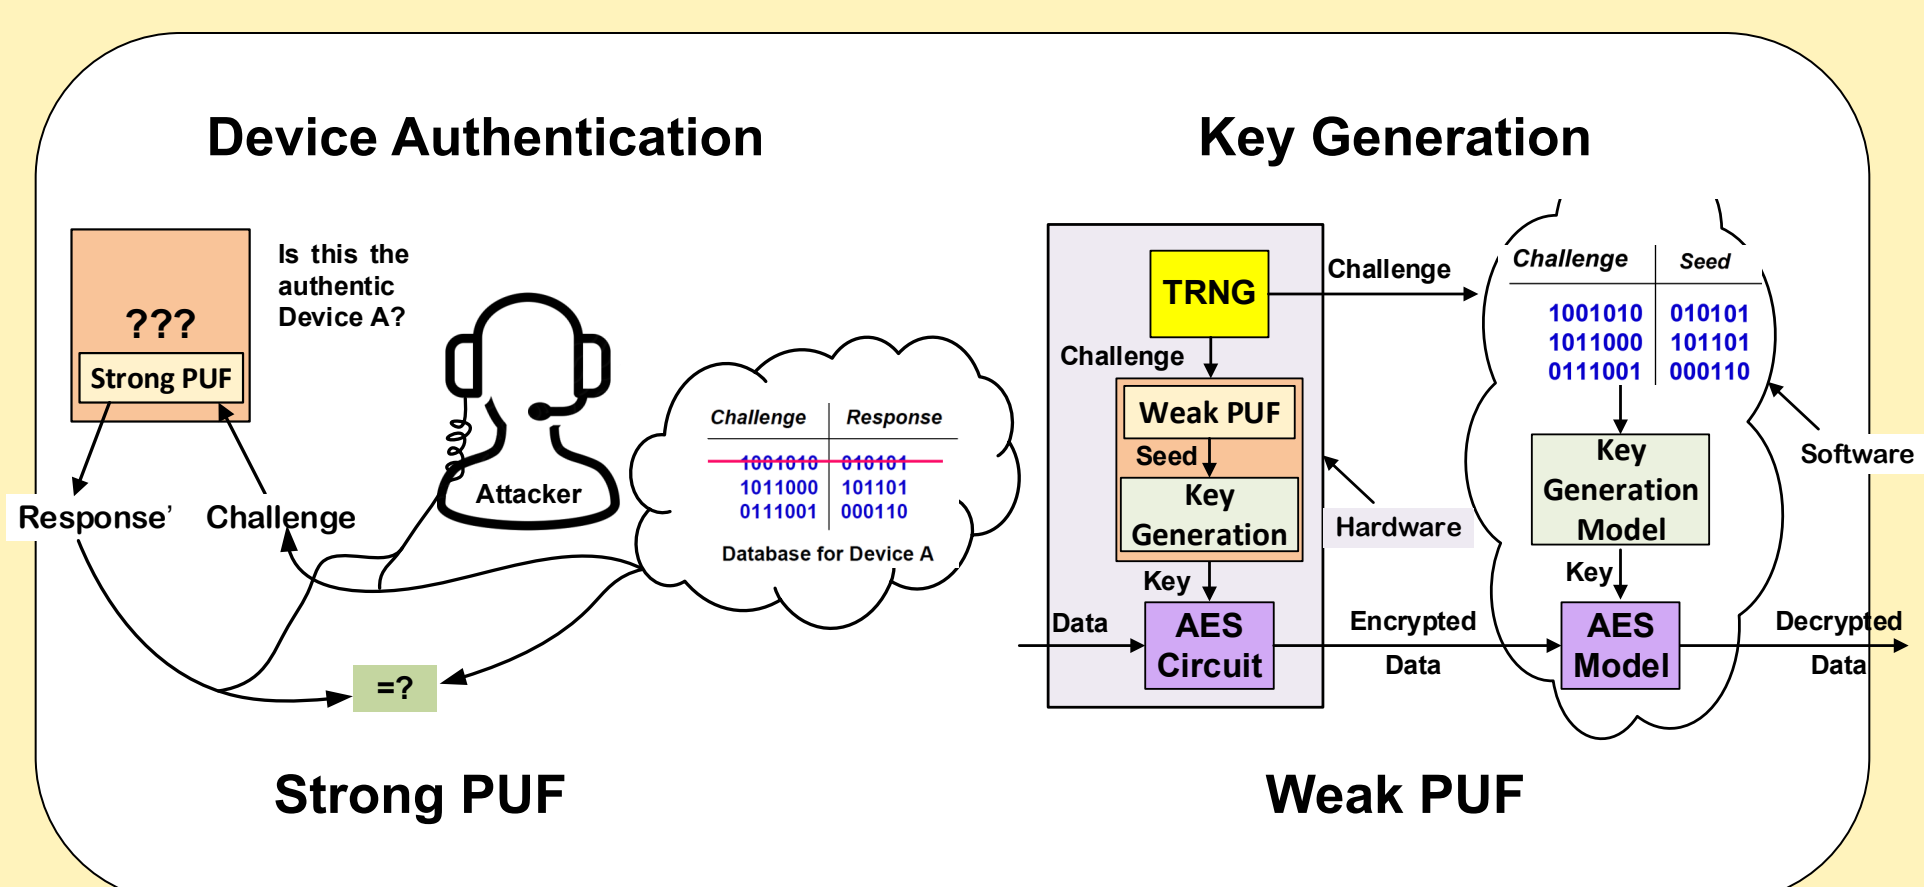 Device Authentication
???
Strong PUF
Is this the
authentic
Device A?
Attacker
Response’
Challenge
Challenge Response
1001010 010101
1011000 101101
0111001 000110
Database for Device A
=?
Strong PUF
Key Generation
TRNG
Challenge
Challenge
Weak PUF
Seed
Key
Generation
Key
Data
AES
Circuit
Hardware
Encrypted
Data
Challenge Seed
1001010 010101
1011000 101101
0111001 000110
Key
Generation
Model
Key
AES
Model
Software
Decrypted
Data
Weak PUF